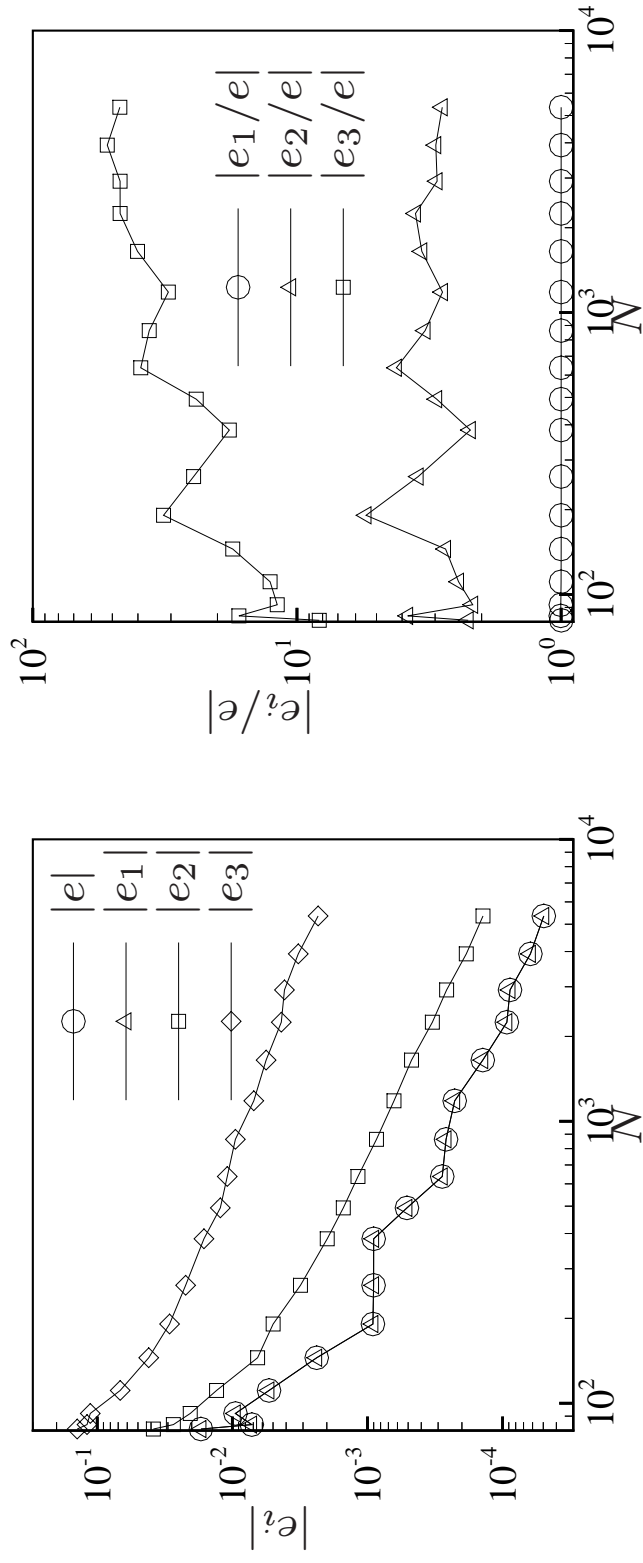 10^-1
10^-2
10^-3
10^-4
|e_i|
10^2
10^3
10^4
N
|e|
|e_1|
|e_2|
|e_3|
10^2
10^1
10^0
|e_i/e|
10^2
10^3
10^4
N
|e_1/e|
|e_2/e|
|e_3/e|